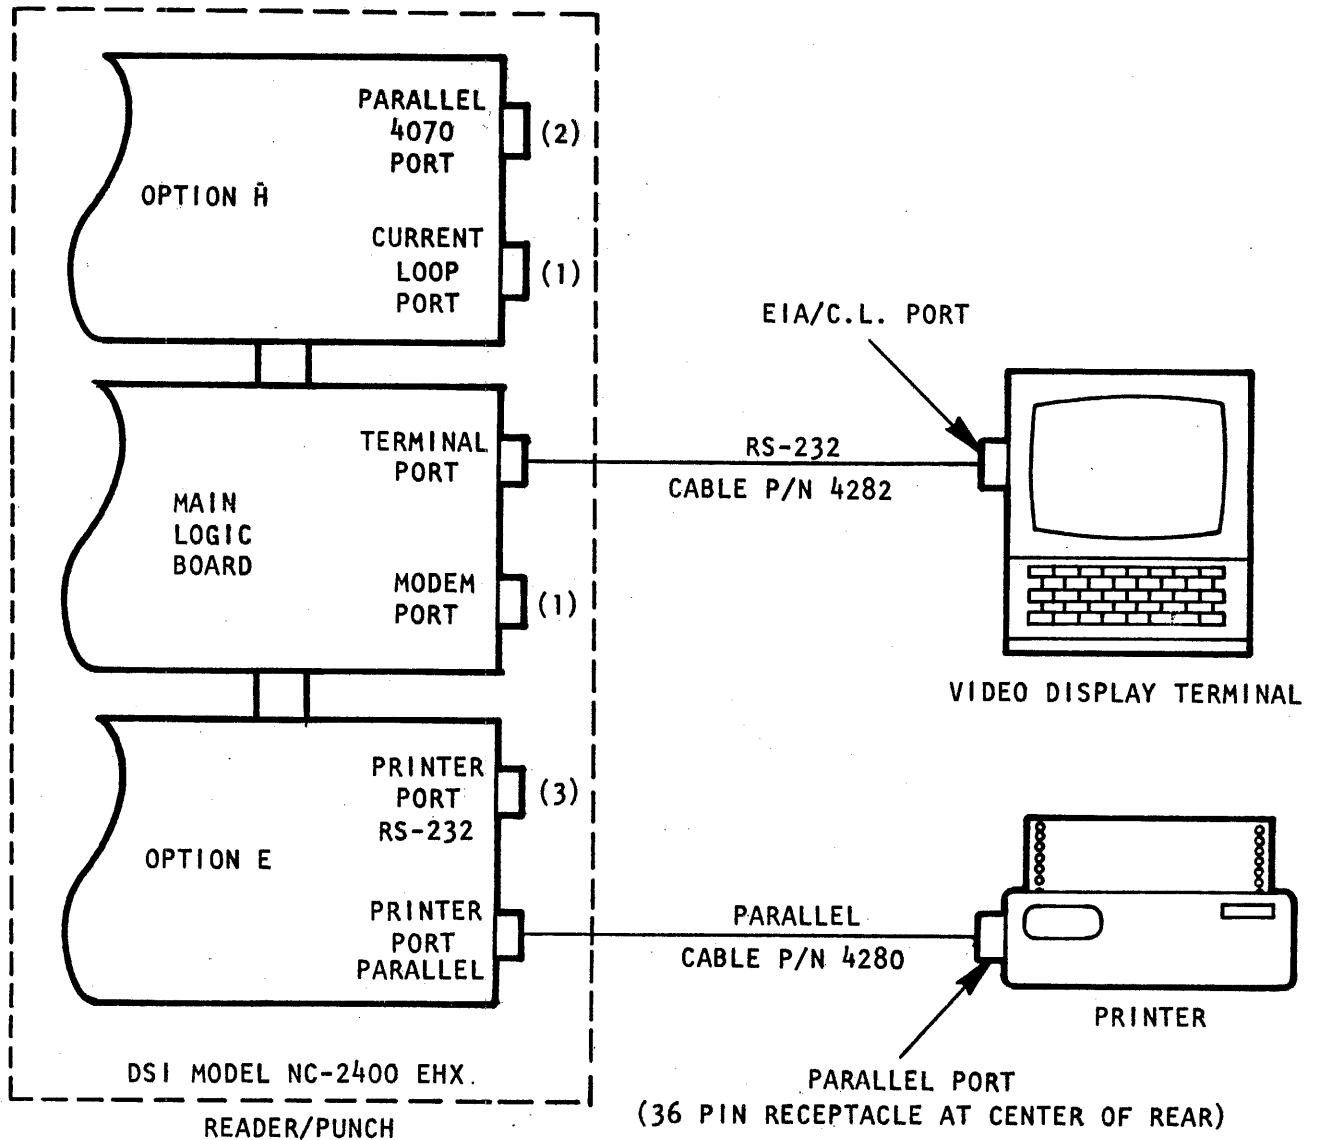 PARALLEL
4070
PORT
(2)
OPTION H
CURRENT
LOOP
PORT
(1)
EIA/C.L. PORT
TERMINAL
PORT
RS-232
CABLE P/N 4282
MAIN
LOGIC
BOARD
MODEM
PORT
(1)
VIDEO DISPLAY TERMINAL
PRINTER
PORT
RS-232
(3)
OPTION E
PRINTER
PORT
PARALLEL
PARALLEL
CABLE P/N 4280
PRINTER
DSI MODEL NC-2400 EHX.
READER/PUNCH
PARALLEL PORT
(36 PIN RECEPTACLE AT CENTER OF REAR)